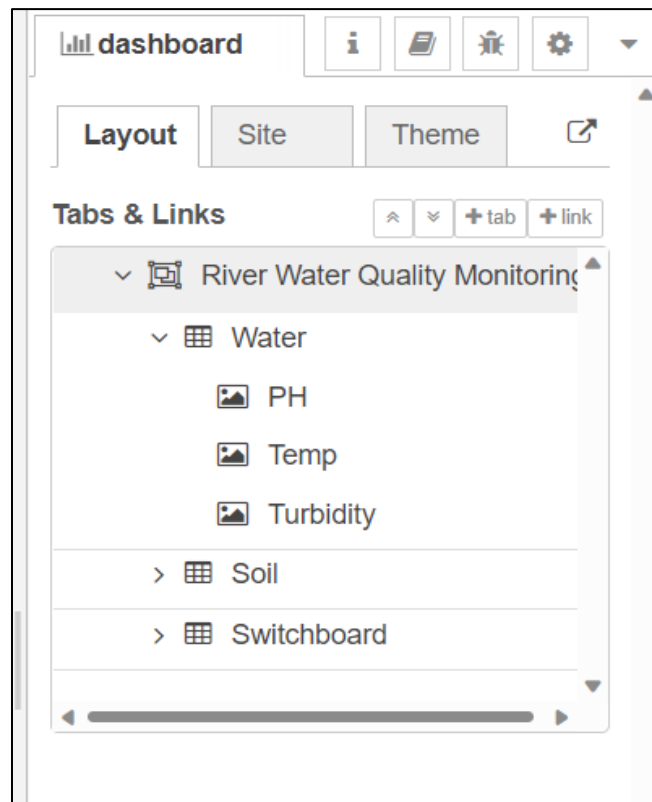 dashboard
Layout Site Theme
Tabs & Links +tab +link
River Water Quality Monitoring
Water
PH
Temp
Turbidity
Soil
Switchboard